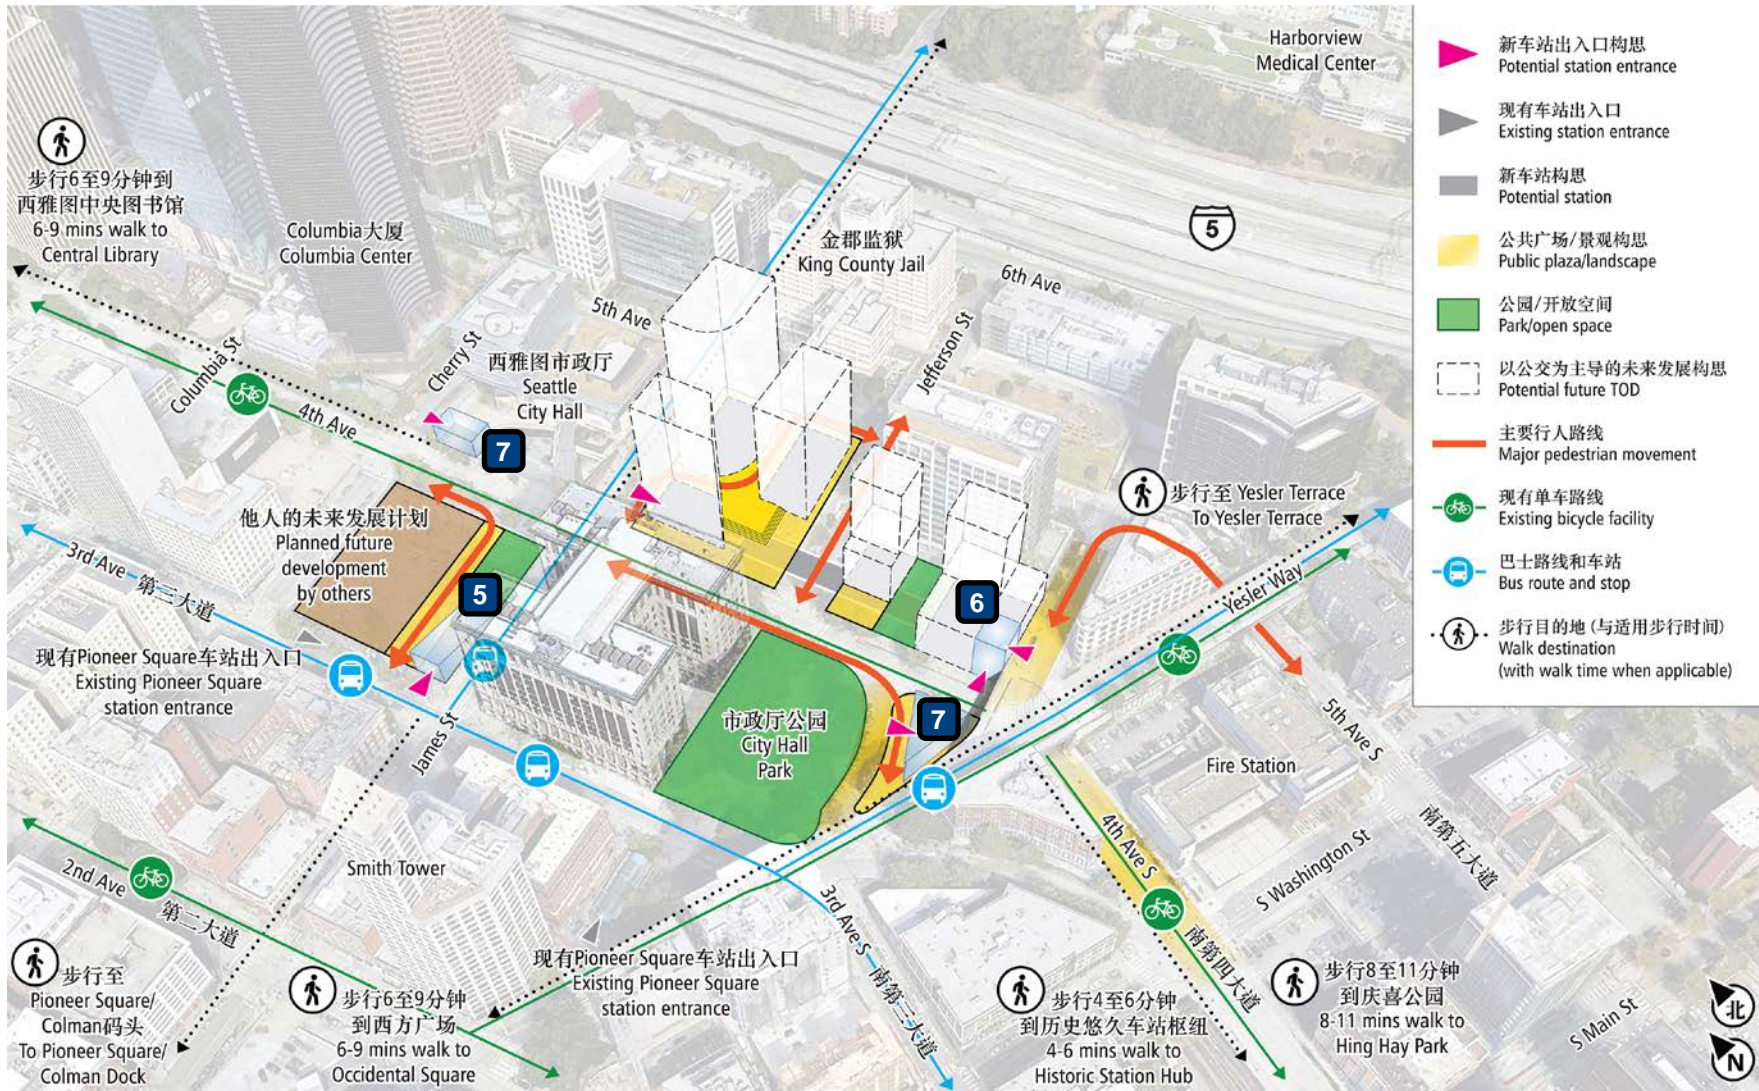 Harborview
Medical Center
步行6至9分钟到
西雅图中央图书馆
6-9 mins walk to
Central Library
Columbia大厦
Columbia Center
金郡监狱
King County Jail
5
6th Ave
5th Ave
Jefferson St
Columbia St
Cherry St
4th Ave
西雅图市政厅
Seattle
City Hall
7
步行至 Yesler Terrace
To Yesler Terrace
他人的未来发展计划
Planned future
development
by others
3rd Ave 第三大道
5
6
Yesler Way
现有Pioneer Square车站出入口
Existing Pioneer Square
station entrance
James St
市政厅公园
City Hall
Park
7
5th Ave S 南第五大道
Fire Station
4th Ave S 南第四大道
S Washington St
Smith Tower
2nd Ave 第二大道
3rd Ave S 南第三大道
现有Pioneer Square车站出入口
Existing Pioneer Square
station entrance
步行至
Pioneer Square/
Colman码头
To Pioneer Square/
Colman Dock
步行6至9分钟
到西方广场
6-9 mins walk to
Occidental Square
步行4至6分钟
到历史悠久车站枢纽
4-6 mins walk to
Historic Station Hub
步行8至11分钟
到庆喜公园
8-11 mins walk to
Hing Hay Park
S Main St
北
N
新车站出入口构思
Potential station entrance
现有车站出入口
Existing station entrance
新车站构思
Potential station
公共广场/景观构思
Public plaza/landscape
公园/开放空间
Park/open space
以公交为主导的未来发展构思
Potential future TOD
主要行人路线
Major pedestrian movement
现有单车路线
Existing bicycle facility
巴士路线和车站
Bus route and stop
步行目的地 (与适用步行时间)
Walk destination
(with walk time when applicable)